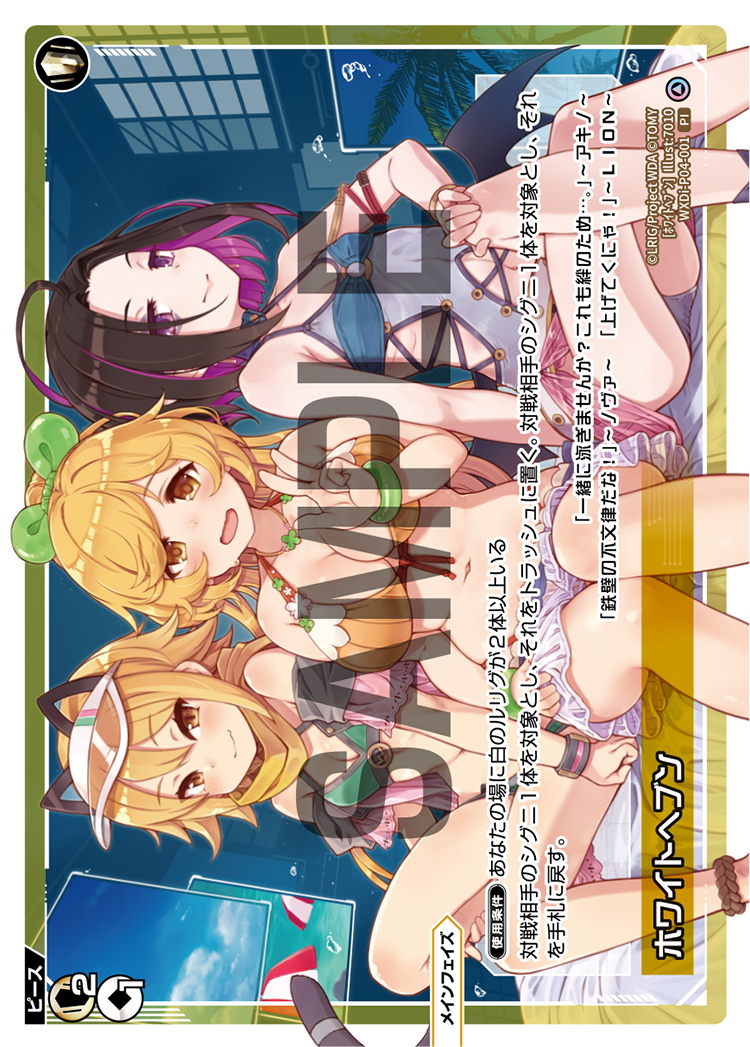 ピース
2
1
SAMPLE
メインフェイズ
使用条件 あなたの場に白のルリグが2体以上いる
対戦相手のシグニ1体を対象とし、それをトラッシュに置く。対戦相手のシグニ1体を対象とし、それ
を手札に戻す。
「一緒に泳ぎませんか？これも絆のため…。」～アキノ～
「鉄壁の不文律だな！」～ノヴァ～ 「上げてくにゃ！」～LION～
ホワイトヘブン
©LRIG/Project WDA ©TOMY
[ﾎﾜｲﾄﾍﾌﾞﾝ] Illust:7010
WXDi-P04-001 PI